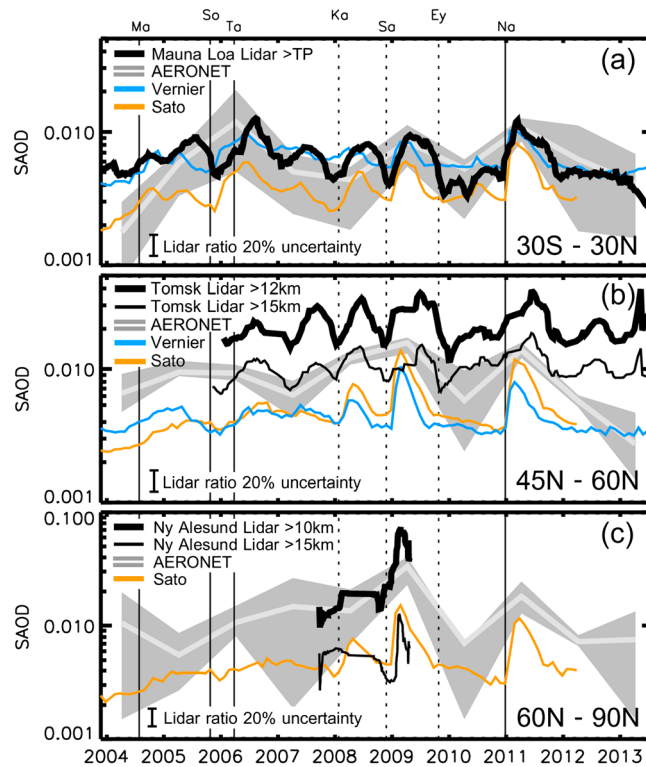 Ma So Ta Ka Sa Ey Na
Mauna Loa Lidar >TP
AERONET
Vernier
Sato
(a)
0.010
0.001
SAOD
Lidar ratio 20% uncertainty
30S - 30N
Tomsk Lidar >12km
Tomsk Lidar >15km
AERONET
Vernier
Sato
(b)
0.010
0.001
SAOD
Lidar ratio 20% uncertainty
45N - 60N
0.100
Ny Alesund Lidar >10km
Ny Alesund Lidar >15km
AERONET
Sato
(c)
0.010
0.001
SAOD
Lidar ratio 20% uncertainty
60N - 90N
2004 2005 2006 2007 2008 2009 2010 2011 2012 2013